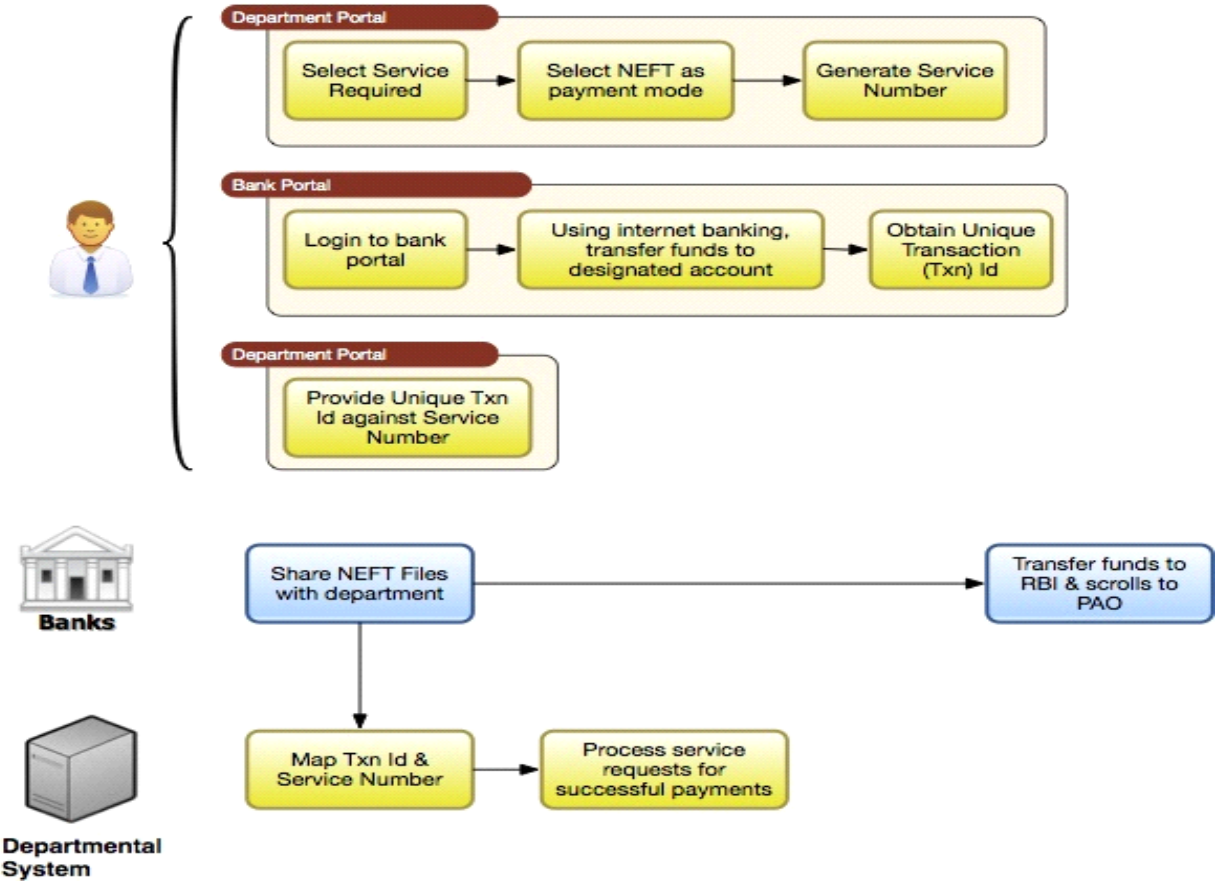 Department Portal
Select Service
Required
Select NEFT as
payment mode
Generate Service
Number
Bank Portal
Login to bank
portal
Using internet banking,
transfer funds to
designated account
Obtain Unique
Transaction
(Txn) Id
Department Portal
Provide Unique Txn
Id against Service
Number
Banks
Share NEFT Files
with department
Transfer funds to
RBI & scrolls to
PAO
Departmental
System
Map Txn Id &
Service Number
Process service
requests for
successful payments